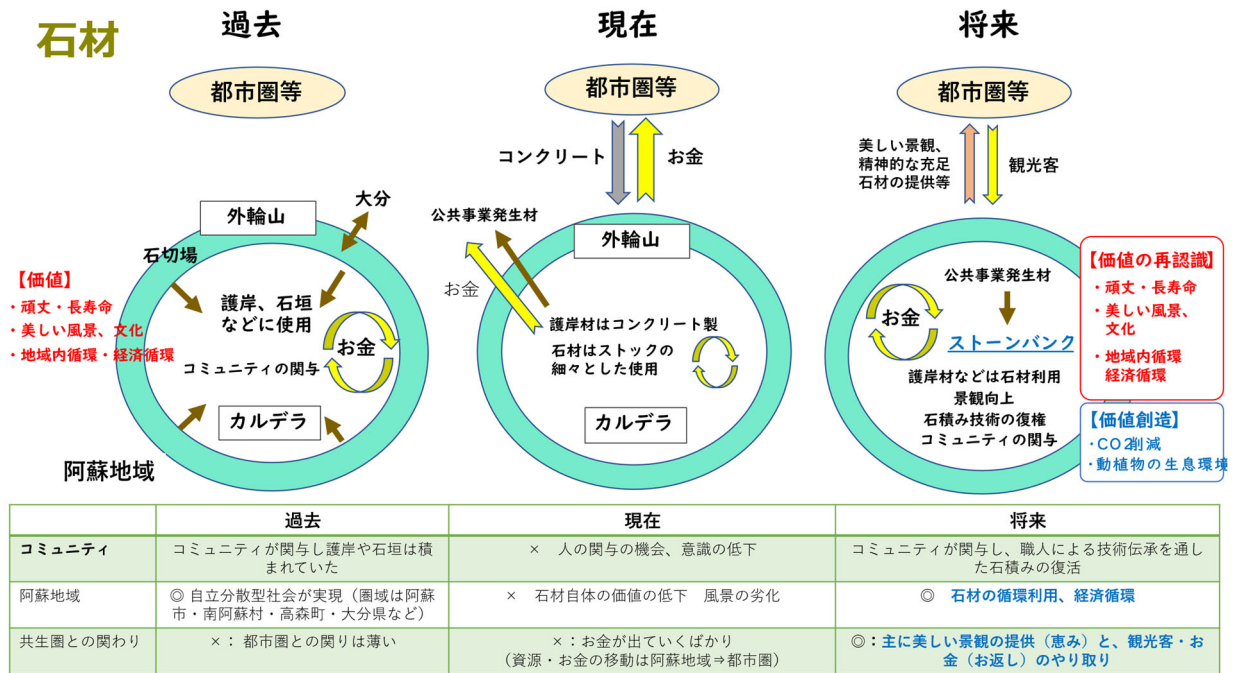 石材
過去
都市圏等
大分
外輪山
石切場
【価値】
・頑丈・長寿命
・美しい風景、文化
・地域内循環・経済循環
護岸、石垣
などに使用
お金
コミュニティの関与
カルデラ
阿蘇地域
現在
都市圏等
コンクリート
お金
公共事業発生材
外輪山
お金
護岸材はコンクリート製
石材はストックの
細々とした使用
カルデラ
将来
都市圏等
美しい景観、
精神的な充足
石材の提供等
観光客
公共事業発生材
お金
ストーンバンク
護岸材などは石材利用
景観向上
石積み技術の復権
コミュニティの関与
【価値の再認識】
・頑丈・長寿命
・美しい風景、
文化
・地域内循環
経済循環
【価値創造】
・CO2削減
・動植物の生息環境
過去
現在
将来
コミュニティ
コミュニティが関与し護岸や石垣は積
まれていた
× 人の関与の機会、意識の低下
コミュニティが関与し、職人による技術伝承を通し
た石積みの復活
阿蘇地域
◎ 自立分散型社会が実現（圏域は阿蘇
市・南阿蘇村・高森町・大分県など）
× 石材自体の価値の低下 風景の劣化
◎ 石材の循環利用、経済循環
共生圏との関わり
×：都市圏との関りは薄い
×：お金が出ていくばかり
（資源・お金の移動は阿蘇地域⇒都市圏）
◎：主に美しい景観の提供（恵み）と、観光客・お
金（お返し）のやり取り